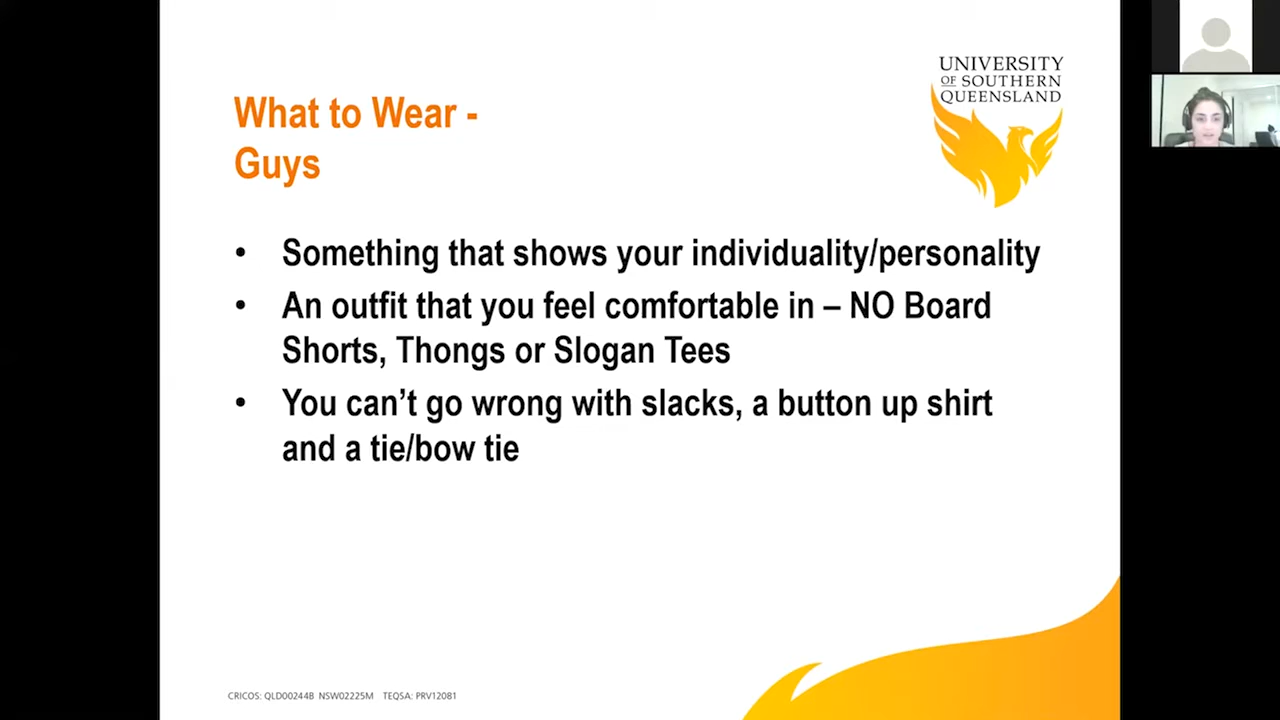 UNIVERSITY
OF SOUTHERN
QUEENSLAND
What to Wear -
Guys
• Something that shows your individuality/personality
• An outfit that you feel comfortable in – NO Board
Shorts, Thongs or Slogan Tees
• You can’t go wrong with slacks, a button up shirt
and a tie/bow tie
CRICOS: QLD00244B NSW02225M TEQSA: PRV12081